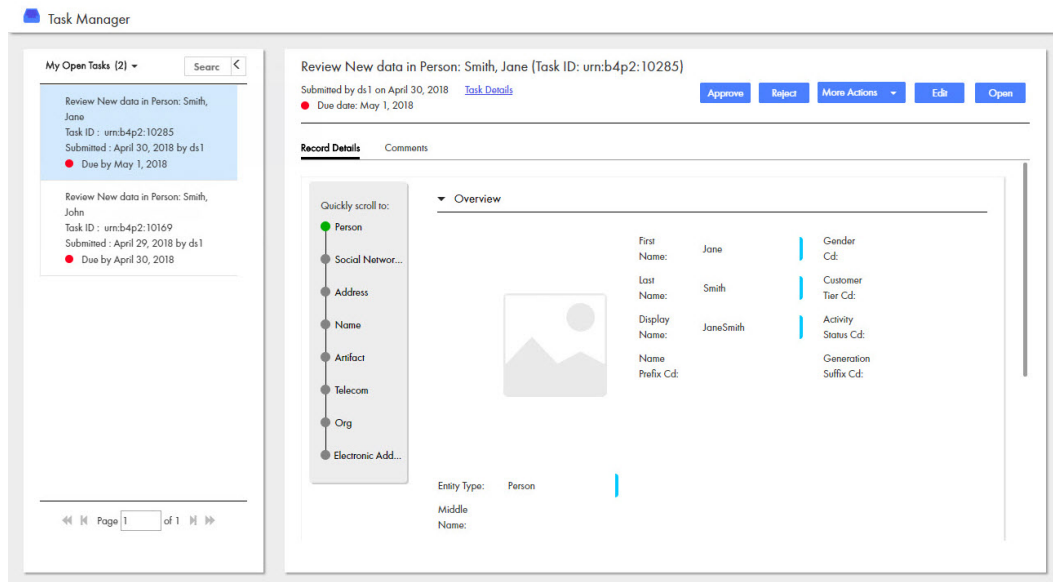 Task Manager
My Open Tasks (2)
Searc
Review New data in Person: Smith,
Jane
Task ID : urn:b4p2:10285
Submitted : April 30, 2018 by ds1
Due by May 1, 2018
Review New data in Person: Smith,
John
Task ID : urn:b4p2:10169
Submitted : April 29, 2018 by ds1
Due by April 30, 2018
Page 1 of 1
Review New data in Person: Smith, Jane (Task ID: urn:b4p2:10285)
Submitted by ds1 on April 30, 2018 Task Details
Due date: May 1, 2018
Approve Reject More Actions Edit Open
Record Details Comments
Quickly scroll to:
Person
Social Networ...
Address
Name
Artifact
Telecom
Org
Electronic Add...
Overview
First
Name:
Jane
Last
Name:
Smith
Display
Name:
JaneSmith
Name
Prefix Cd:
Gender
Cd:
Customer
Tier Cd:
Activity
Status Cd:
Generation
Suffix Cd:
Entity Type: Person
Middle
Name: